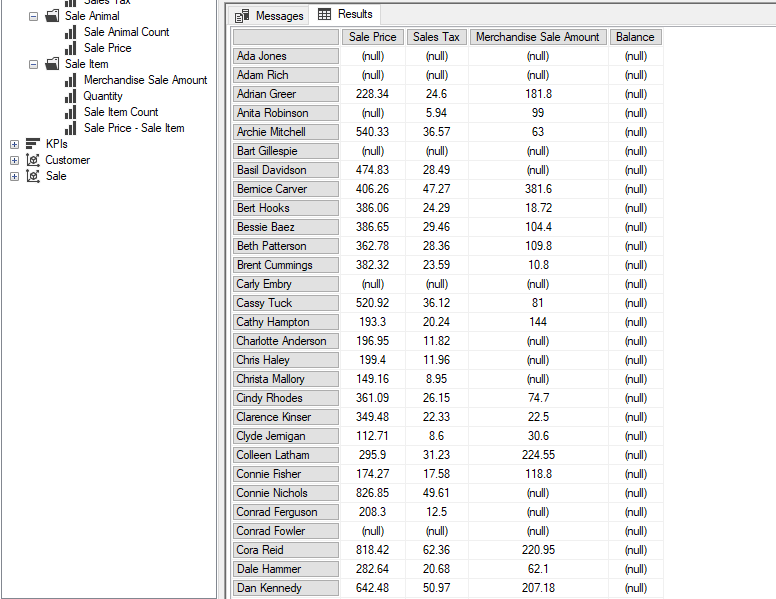 Sales Tax
Sale Animal
Sale Animal Count
Sale Price
Sale Item
Merchandise Sale Amount
Quantity
Sale Item Count
Sale Price - Sale Item
KPIs
Customer
Sale
Messages Results
Sale Price Sales Tax Merchandise Sale Amount Balance
Ada Jones (null) (null) (null) (null)
Adam Rich (null) (null) (null) (null)
Adrian Greer 228.34 24.6 181.8 (null)
Anita Robinson (null) 5.94 99 (null)
Archie Mitchell 540.33 36.57 63 (null)
Bart Gillespie (null) (null) (null) (null)
Basil Davidson 474.83 28.49 (null) (null)
Bernice Carver 406.26 47.27 381.6 (null)
Bert Hooks 386.06 24.29 18.72 (null)
Bessie Baez 386.65 29.46 104.4 (null)
Beth Patterson 362.78 28.36 109.8 (null)
Brent Cummings 382.32 23.59 10.8 (null)
Carly Embry (null) (null) (null) (null)
Cassy Tuck 520.92 36.12 81 (null)
Cathy Hampton 193.3 20.24 144 (null)
Charlotte Anderson 196.95 11.82 (null) (null)
Chris Haley 199.4 11.96 (null) (null)
Christa Mallory 149.16 8.95 (null) (null)
Cindy Rhodes 361.09 26.15 74.7 (null)
Clarence Kinser 349.48 22.33 22.5 (null)
Clyde Jernigan 112.71 8.6 30.6 (null)
Colleen Latham 295.9 31.23 224.55 (null)
Connie Fisher 174.27 17.58 118.8 (null)
Connie Nichols 826.85 49.61 (null) (null)
Conrad Ferguson 208.3 12.5 (null) (null)
Conrad Fowler (null) (null) (null) (null)
Cora Reid 818.42 62.36 220.95 (null)
Dale Hammer 282.64 20.68 62.1 (null)
Dan Kennedy 642.48 50.97 207.18 (null)